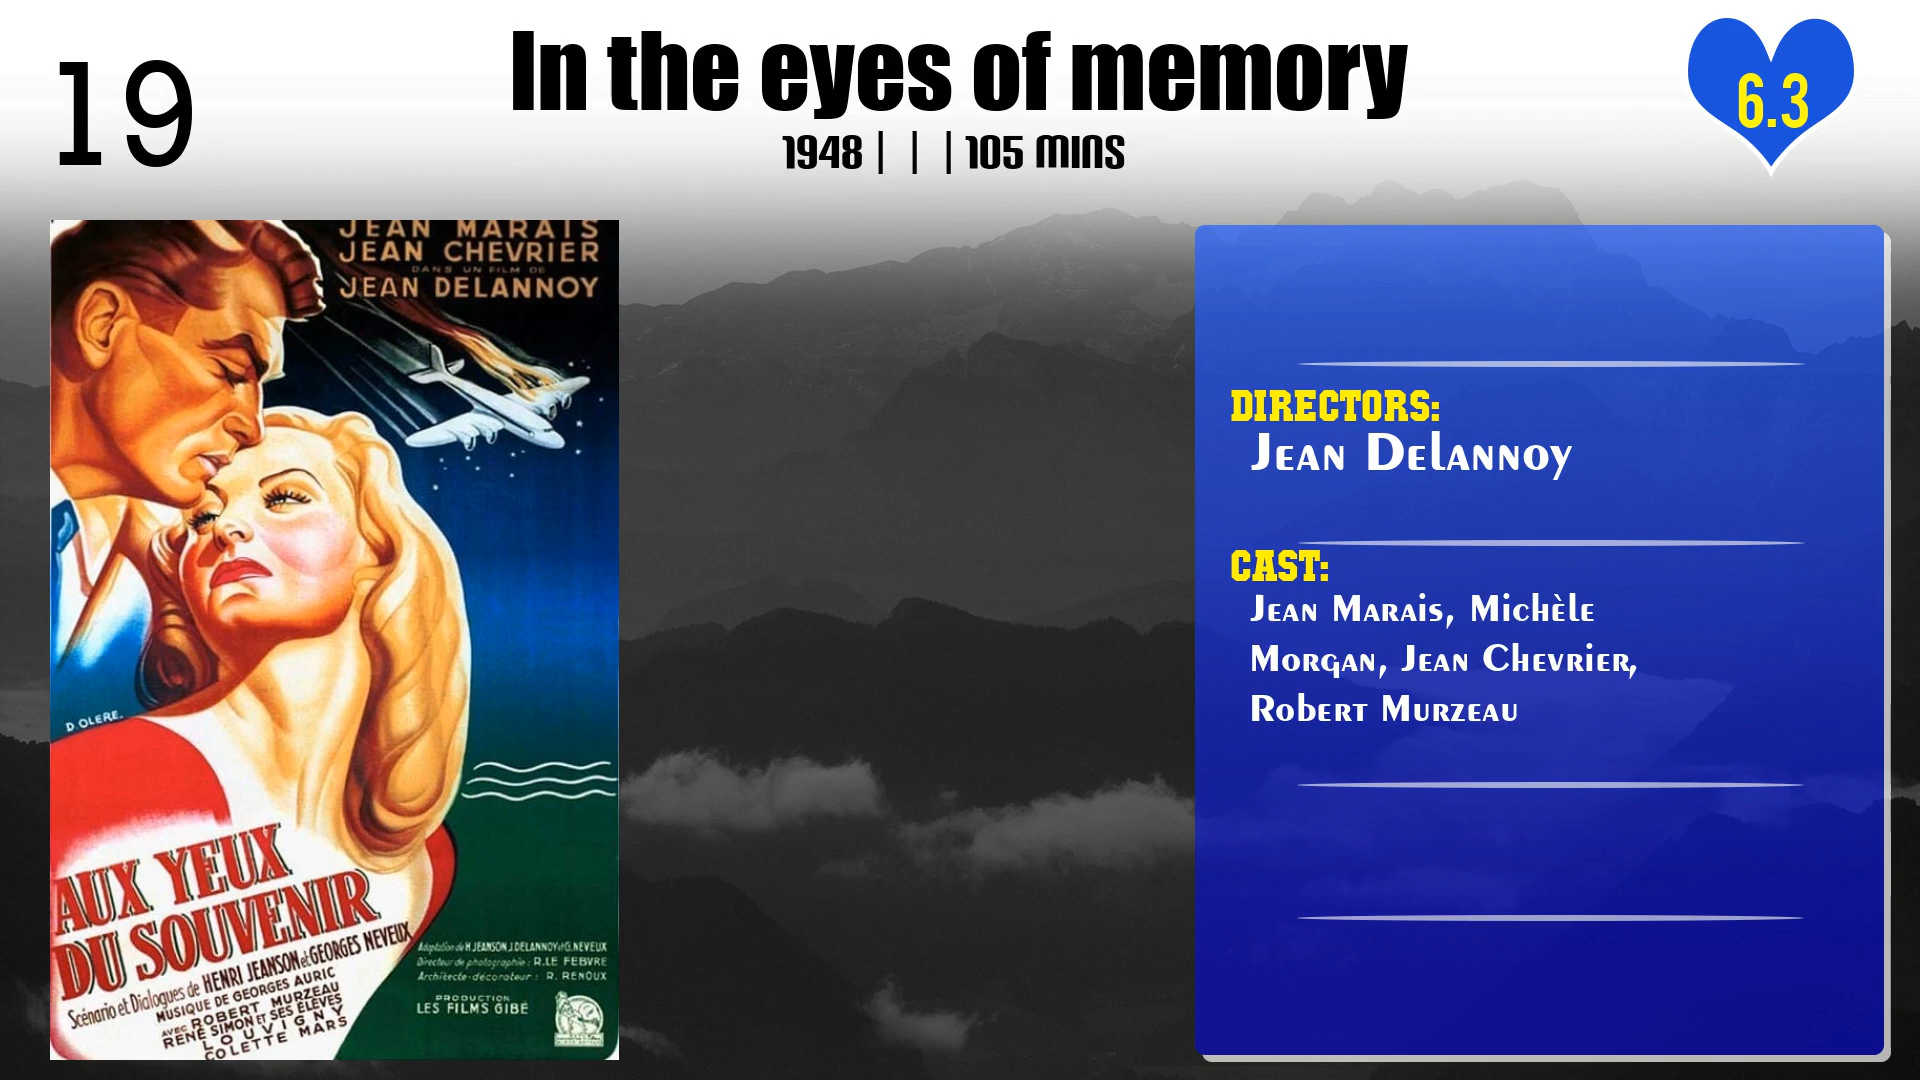 19
In the eyes of memory
1948 | | | 105 MINS
6.3
JEAN MARAIS
JEAN CHEVRIER
DANS UN FILM DE
JEAN DELANNOY
D. OLERE.
AUX YEUX
DU SOUVENIR
Scénario et Dialogues de HENRI JEANSON et GEORGES NEVEUX
MUSIQUE DE GEORGES AURIC
AVEC ROBERT MURZEAU
RENÉ SIMON ET SES ÉLÈVES
LOUVIGNY
COLETTE MARS
Adaptation de H. JEANSON, J. DELANNOY et G. NEVEUX
Directeur de photographie : R. LE FEBVRE
Architecte-décorateur : R. RENOUX
PRODUCTION
LES FILMS GIBÉ
DIRECTORS:
Jean Delannoy
CAST:
Jean Marais, Michèle
Morgan, Jean Chevrier,
Robert Murzeau